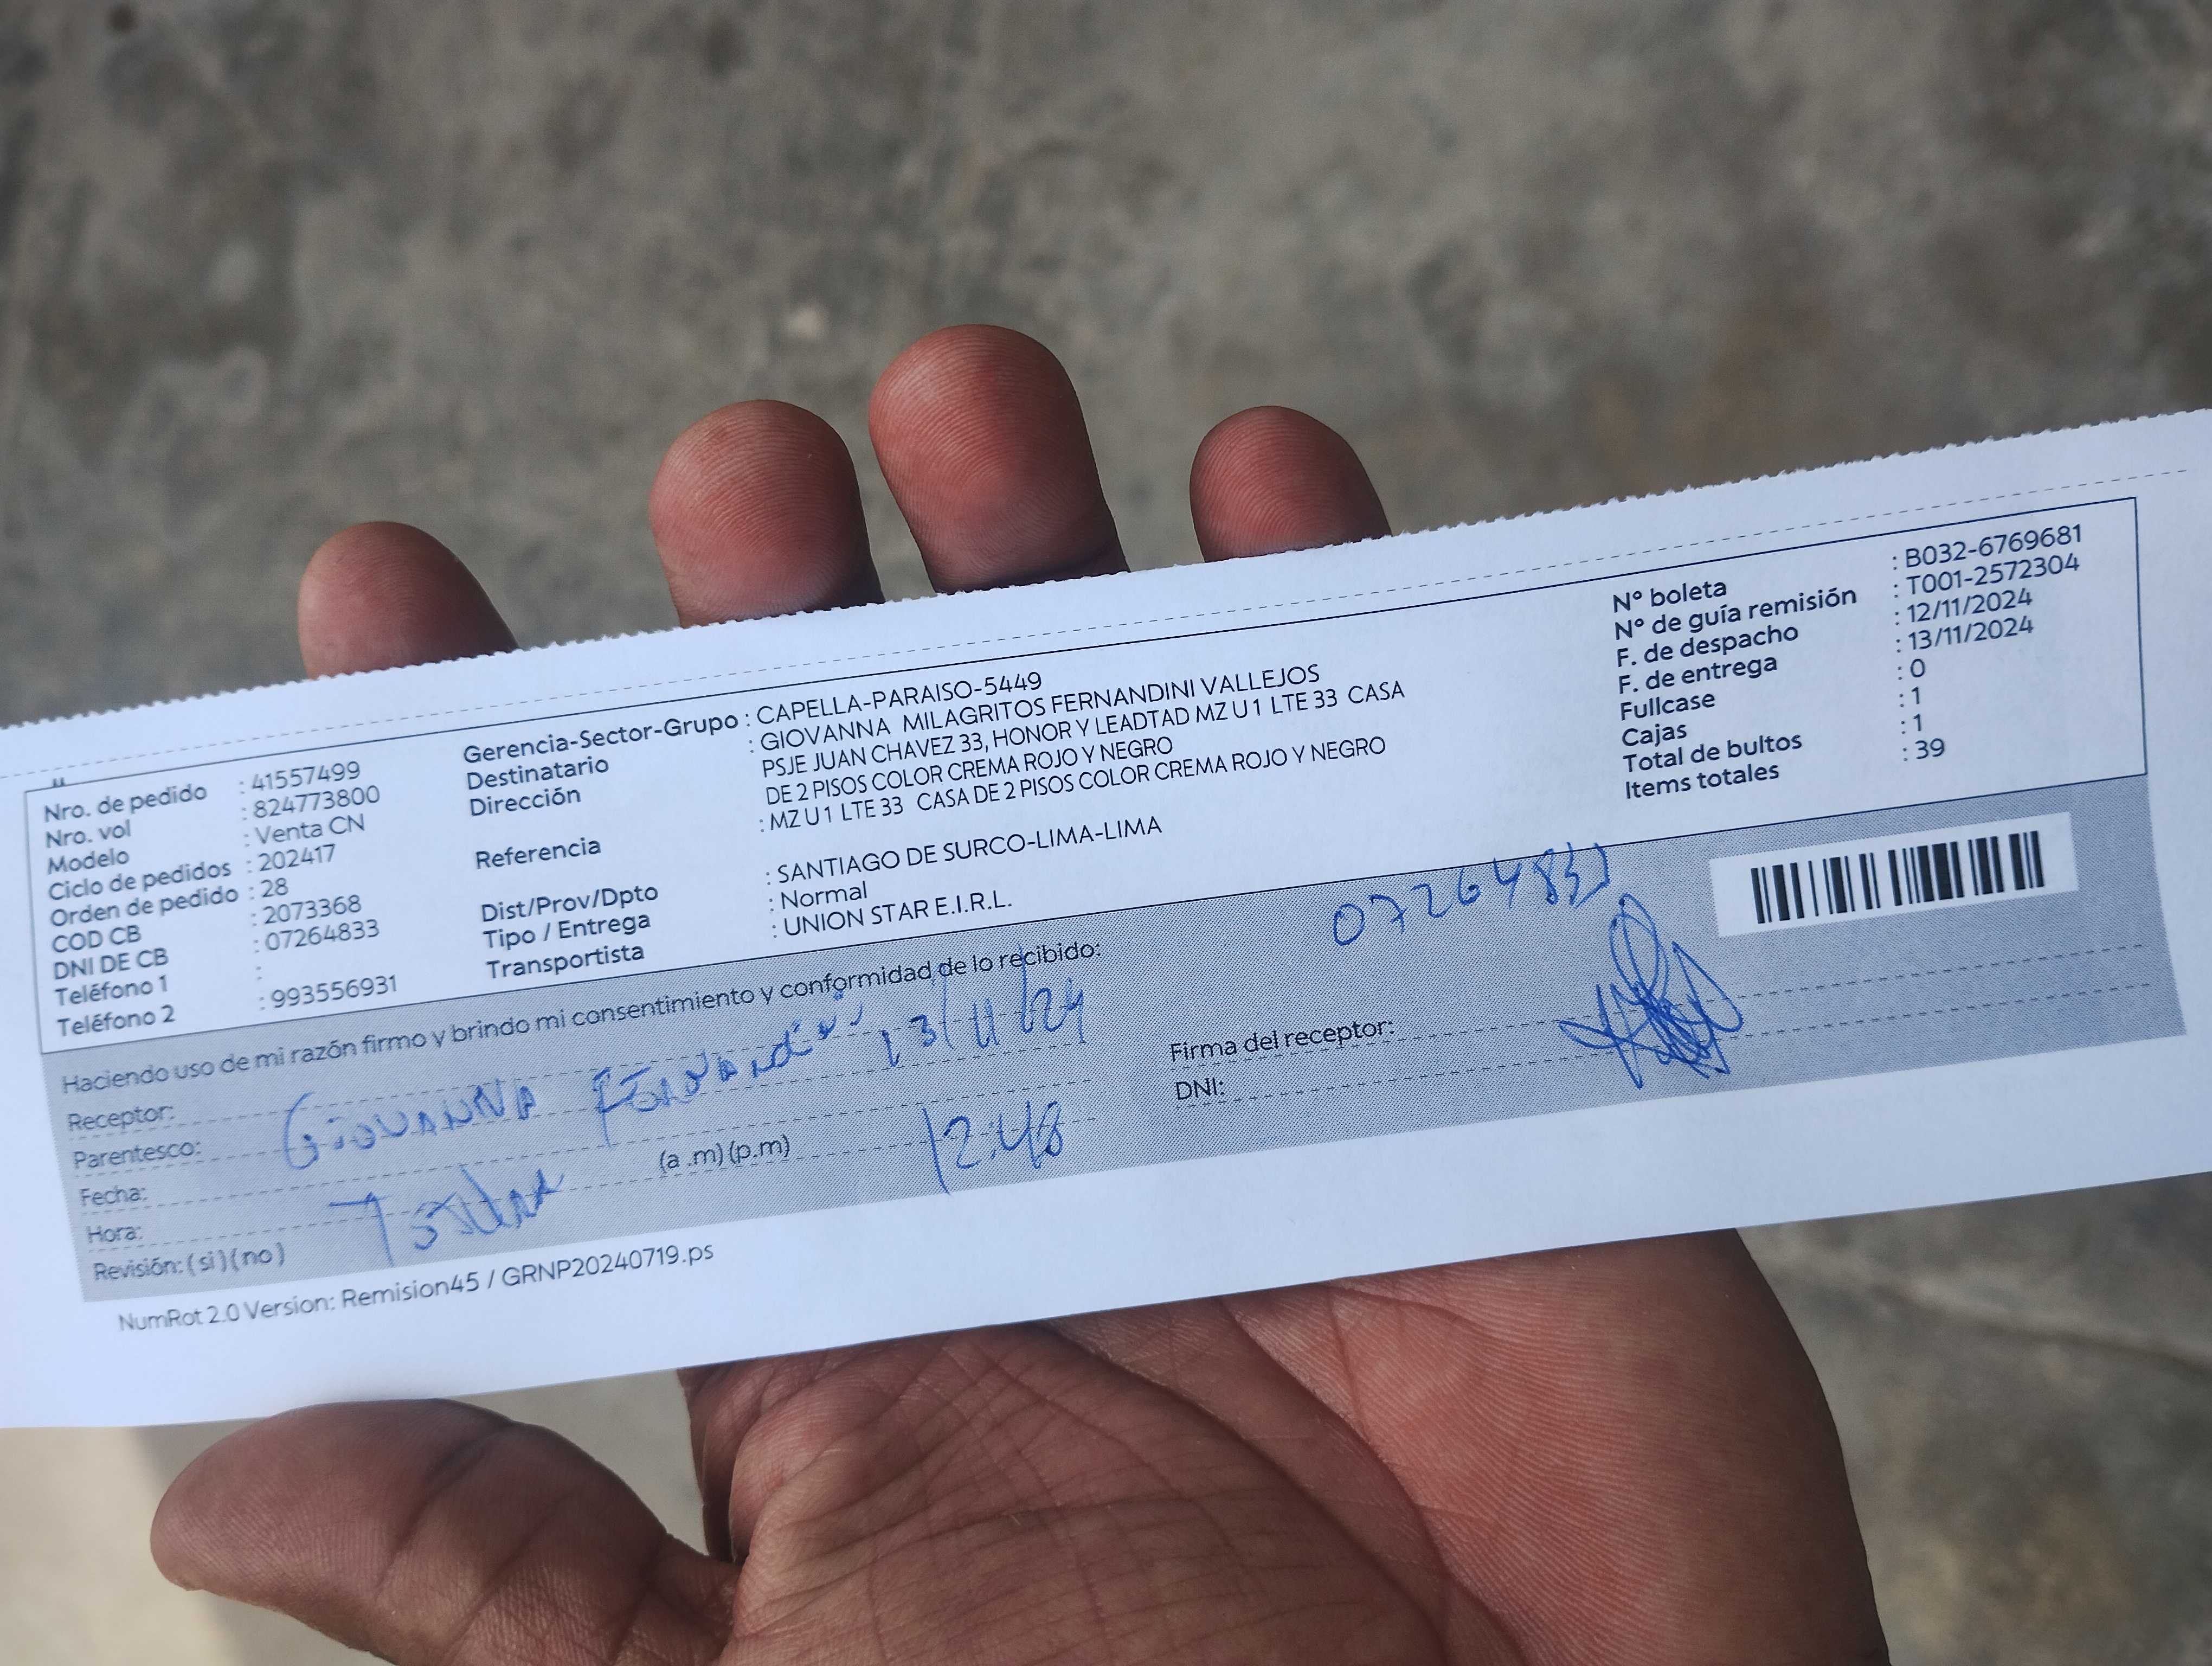 Nro. de pedido : 41557499
Nro. vol : 824773800
Modelo : Venta CN
Ciclo de pedidos : 202417
Orden de pedido : 28
COD CB : 2073368
DNI DE CB : 07264833
Teléfono 1 :
Teléfono 2 : 993556931
Gerencia-Sector-Grupo : CAPELLA-PARAISO-5449
Destinatario : GIOVANNA MILAGRITOS FERNANDINI VALLEJOS
Dirección PSJE JUAN CHAVEZ 33, HONOR Y LEADTAD MZ U 1 LTE 33 CASA
DE 2 PISOS COLOR CREMA ROJO Y NEGRO
Referencia : MZ U 1 LTE 33 CASA DE 2 PISOS COLOR CREMA ROJO Y NEGRO
Dist/Prov/Dpto : SANTIAGO DE SURCO-LIMA-LIMA
Tipo / Entrega : Normal
Transportista : UNION STAR E.I.R.L.
Nº boleta : B032-6769681
Nº de guía remisión : T001-2572304
F. de despacho : 12/11/2024
F. de entrega : 13/11/2024
Fullcase : 0
Cajas : 1
Total de bultos : 1
Items totales : 39
Haciendo uso de mi razón firmo y brindo mi consentimiento y conformidad de lo recibido:
Receptor: GIOVANNA Fernandini 13/11/24
Parentesco:
Fecha:
Hora: (a .m) (p.m) 12:48
Revisión: ( si ) ( no )
07264833
Firma del receptor:
DNI:
NumRot 2.0 Version: Remision45 / GRNP20240719.ps